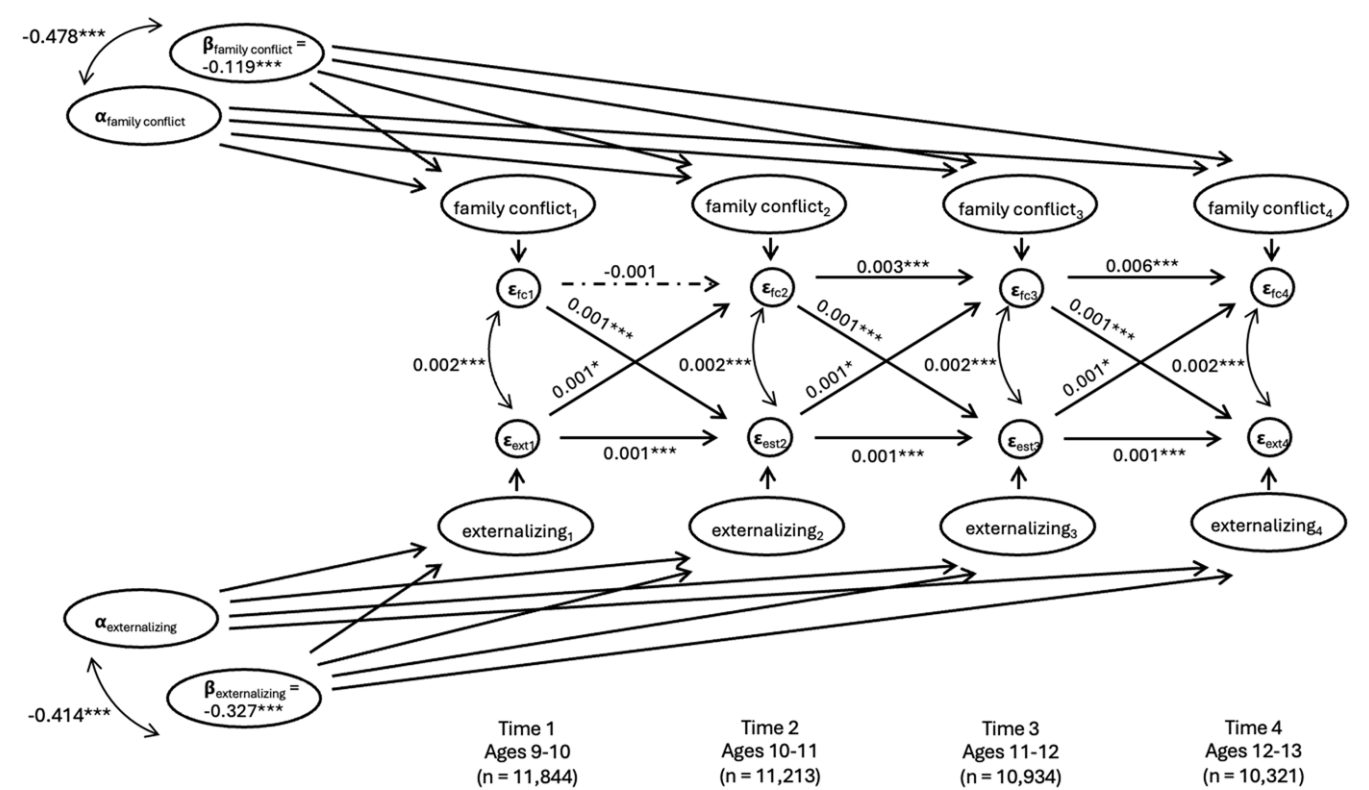 -0.478***
βfamily conflict =
-0.119***
αfamily conflict
family conflict1
family conflict2
family conflict3
family conflict4
εfc1
-0.001
εfc2
0.003***
εfc3
0.006***
εfc4
0.001***
0.001***
0.001***
0.002***
0.002***
0.002***
0.002***
0.001*
0.001*
0.001*
εext1
0.001***
εest2
0.001***
εest3
0.001***
εext4
externalizing1
externalizing2
externalizing3
externalizing4
αexternalizing
βexternalizing =
-0.327***
-0.414***
Time 1
Ages 9-10
(n = 11,844)
Time 2
Ages 10-11
(n = 11,213)
Time 3
Ages 11-12
(n = 10,934)
Time 4
Ages 12-13
(n = 10,321)